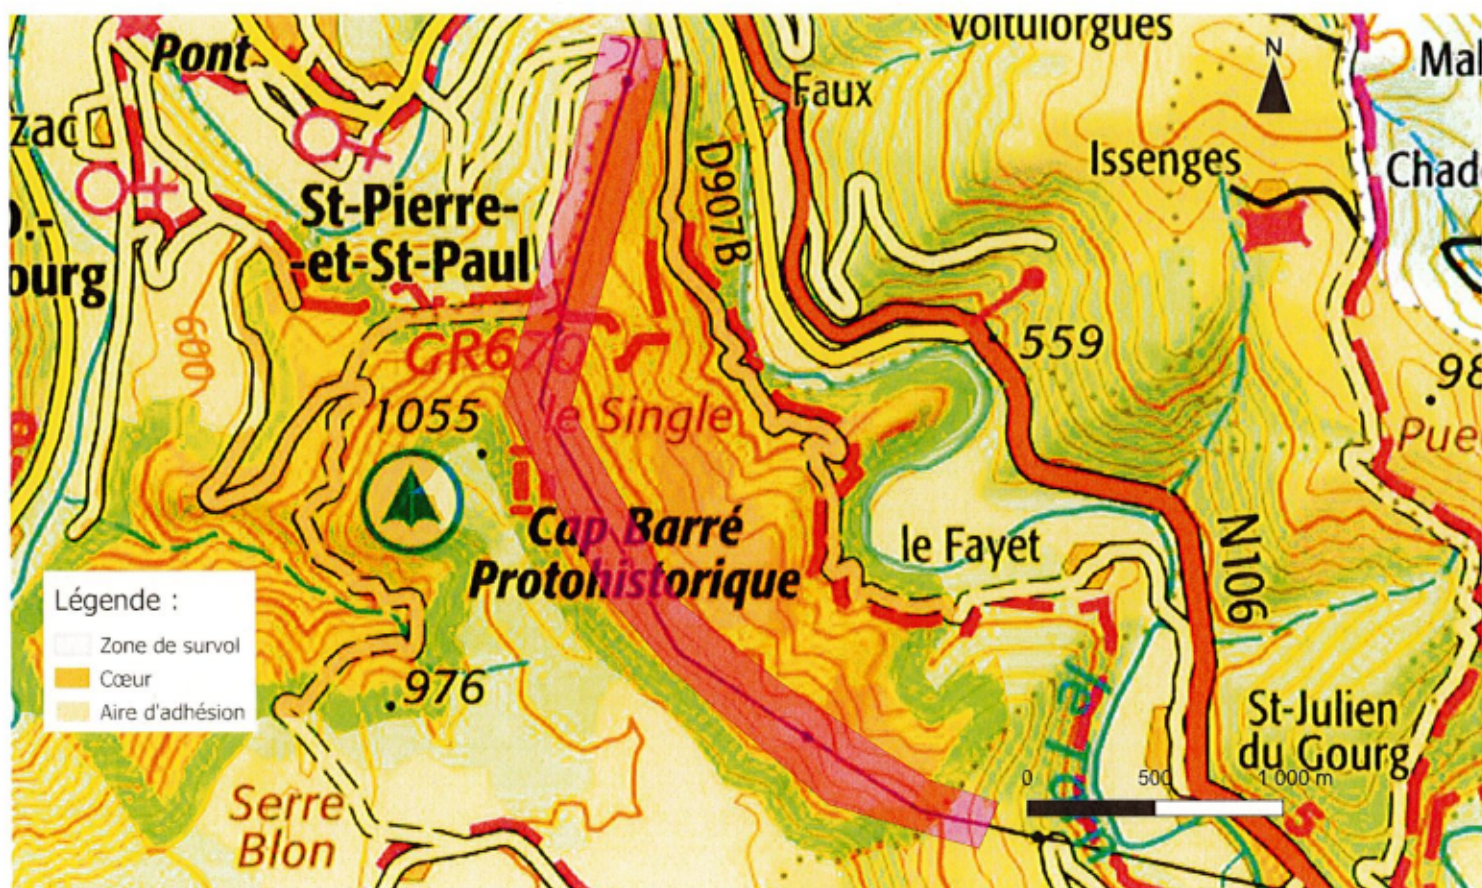 Voitulorgues
Pont
N
Mal
Faux
zac
Issenges
Chad
D907B
St-Pierre-
-et-St-Paul
O.-
ourg
600
559
GR670
98
1055
le Single
Pue
Cap Barré
Protohistorique
le Fayet
N106
Légende :
Zone de survol
Cœur
Aire d'adhésion
976
St-Julien
du Gourg
0 500 1 000 m
Serre
Blon
5